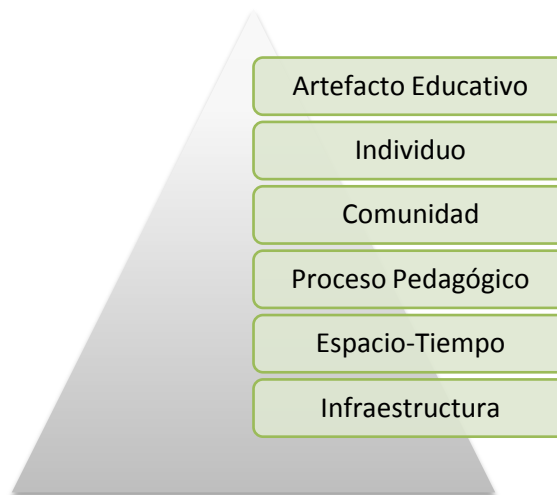 Artefacto Educativo
Individuo
Comunidad
Proceso Pedagógico
Espacio-Tiempo
Infraestructura